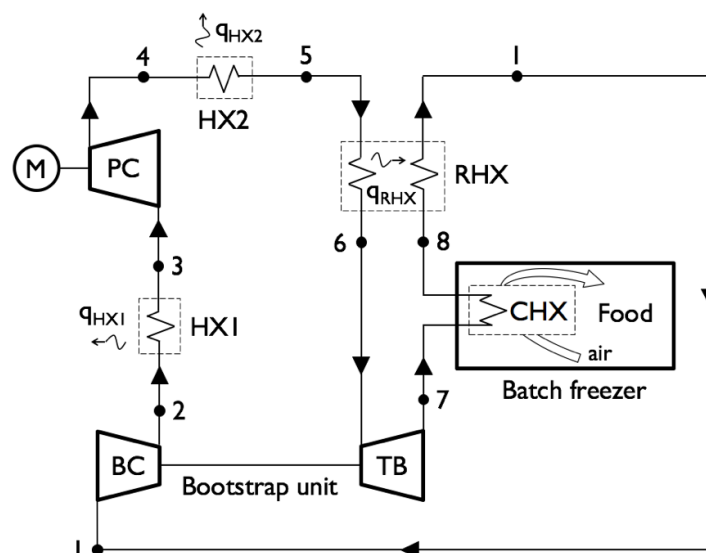 4
q_HX2
5
1
HX2
M
PC
q_RHX
RHX
3
6
8
q_HX1
HX1
CHX
Food
air
2
7
Batch freezer
BC
Bootstrap unit
TB
1